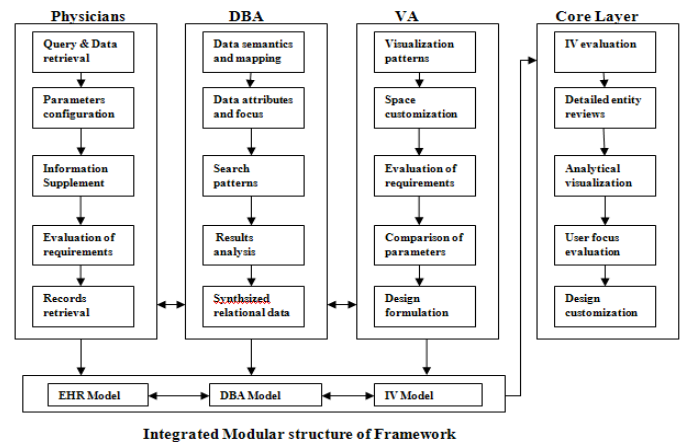 Physicians
Query & Data
retrieval
Parameters
configuration
Information
Supplement
Evaluation of
requirements
Records
retrieval
DBA
Data semantics
and mapping
Data attributes
and focus
Search
patterns
Results
analysis
Synthsized
relational data
VA
Visualization
patterns
Space
customization
Evaluation of
requirements
Comparison of
parameters
Design
formulation
Core Layer
IV evaluation
Detailed entity
reviews
Analytical
visualization
User focus
evaluation
Design
customization
EHR Model
DBA Model
IV Model
Integrated Modular structure of Framework